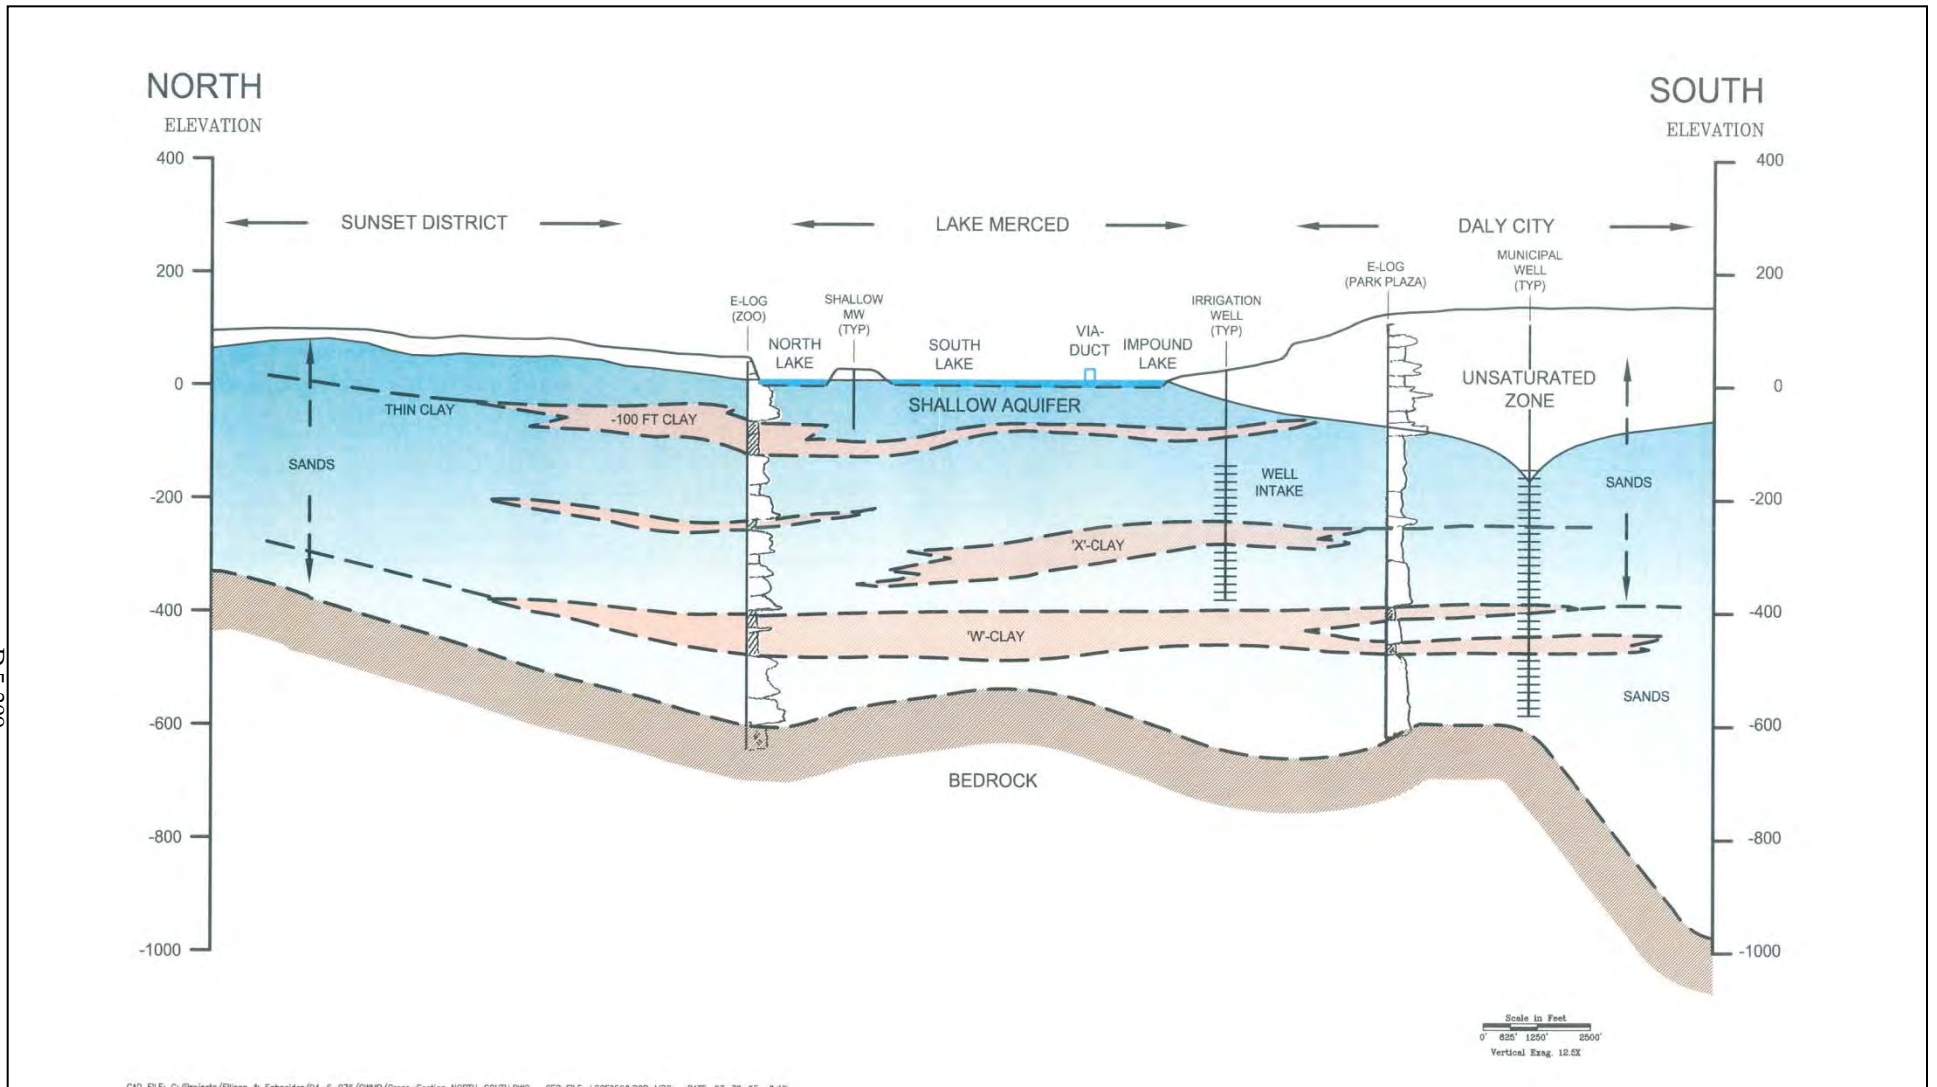 NORTH
ELEVATION
SOUTH
ELEVATION
400
200
0
-200
-400
-600
-800
-1000
400
200
0
-200
-400
-600
-800
-1000
SUNSET DISTRICT
LAKE MERCED
DALY CITY
E-LOG
(ZOO)
NORTH
LAKE
SHALLOW
MW
(TYP)
SOUTH
LAKE
VIA-
DUCT
IMPOUND
LAKE
IRRIGATION
WELL
(TYP)
E-LOG
(PARK PLAZA)
MUNICIPAL
WELL
(TYP)
UNSATURATED
ZONE
THIN CLAY
-100 FT CLAY
SHALLOW AQUIFER
SANDS
WELL
INTAKE
SANDS
'X'-CLAY
'W'-CLAY
SANDS
BEDROCK
Scale in Feet
0' 625' 1250' 2500'
Vertical Exag. 12.5X